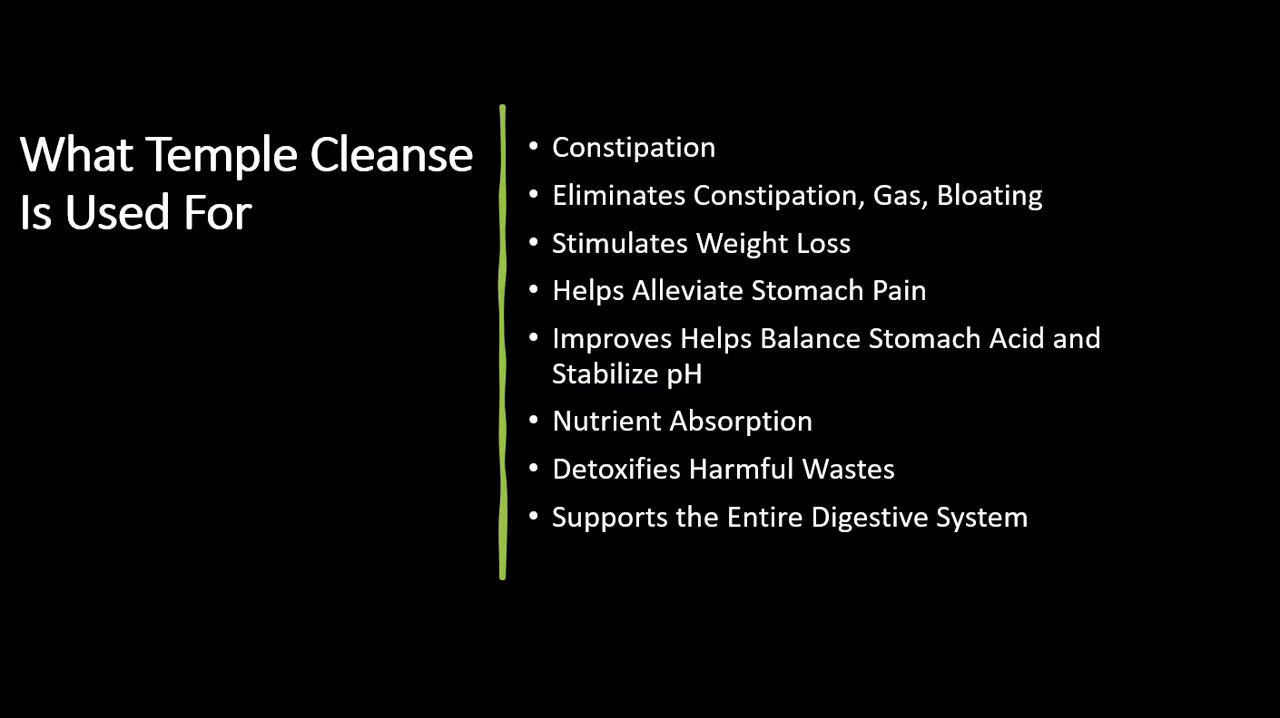 What Temple Cleanse
Is Used For
• Constipation
• Eliminates Constipation, Gas, Bloating
• Stimulates Weight Loss
• Helps Alleviate Stomach Pain
• Improves Helps Balance Stomach Acid and
Stabilize pH
• Nutrient Absorption
• Detoxifies Harmful Wastes
• Supports the Entire Digestive System